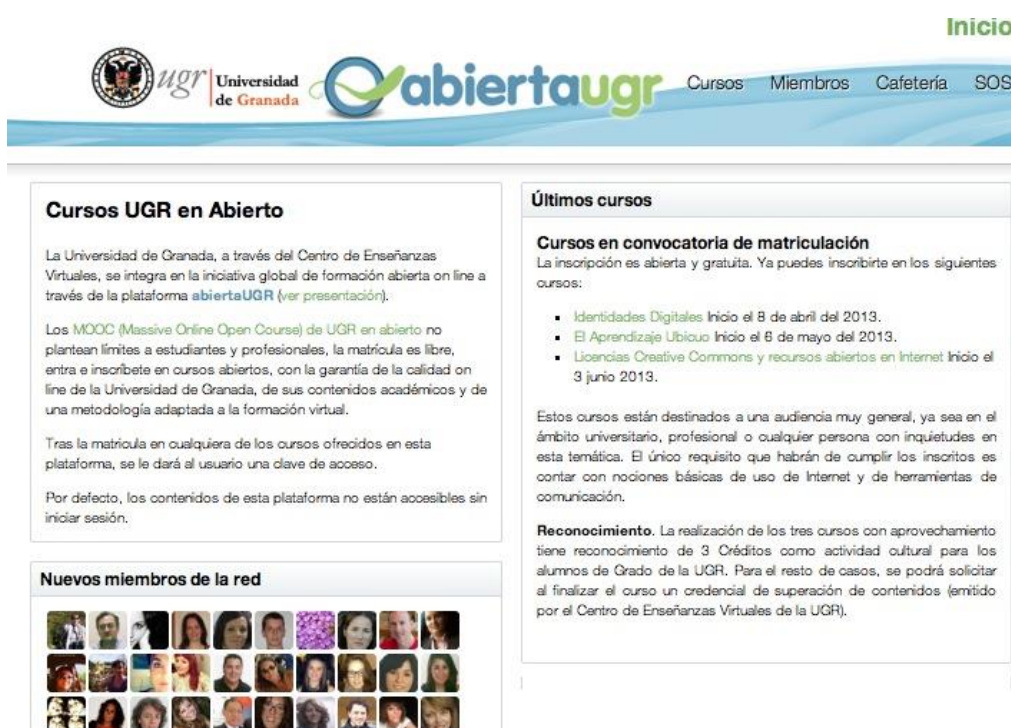 Inicio
ugr Universidad
de Granada
abiertaugr
Cursos Miembros Cafetería SOS
Cursos UGR en Abierto
La Universidad de Granada, a través del Centro de Enseñanzas
Virtuales, se integra en la iniciativa global de formación abierta on line a
través de la plataforma abiertaUGR (ver presentación).
Los MOOC (Massive Online Open Course) de UGR en abierto no
plantean límites a estudiantes y profesionales, la matrícula es libre,
entra e inscríbete en cursos abiertos, con la garantía de la calidad on
line de la Universidad de Granada, de sus contenidos académicos y de
una metodología adaptada a la formación virtual.
Tras la matricula en cualquiera de los cursos ofrecidos en esta
plataforma, se le dará al usuario una clave de acceso.
Por defecto, los contenidos de esta plataforma no están accesibles sin
iniciar sesión.
Nuevos miembros de la red
Últimos cursos
Cursos en convocatoria de matriculación
La inscripción es abierta y gratuita. Ya puedes inscribirte en los siguientes
cursos:
Identidades Digitales Inicio el 8 de abril del 2013.
El Aprendizaje Ubicuo Inicio el 6 de mayo del 2013.
Licencias Creative Commons y recursos abiertos en Internet Inicio el
3 junio 2013.
Estos cursos están destinados a una audiencia muy general, ya sea en el
ámbito universitario, profesional o cualquier persona con inquietudes en
esta temática. El único requisito que habrán de cumplir los inscritos es
contar con nociones básicas de uso de Internet y de herramientas de
comunicación.
Reconocimiento. La realización de los tres cursos con aprovechamiento
tiene reconocimiento de 3 Créditos como actividad cultural para los
alumnos de Grado de la UGR. Para el resto de casos, se podrá solicitar
al finalizar el curso un credencial de superación de contenidos (emitido
por el Centro de Enseñanzas Virtuales de la UGR).